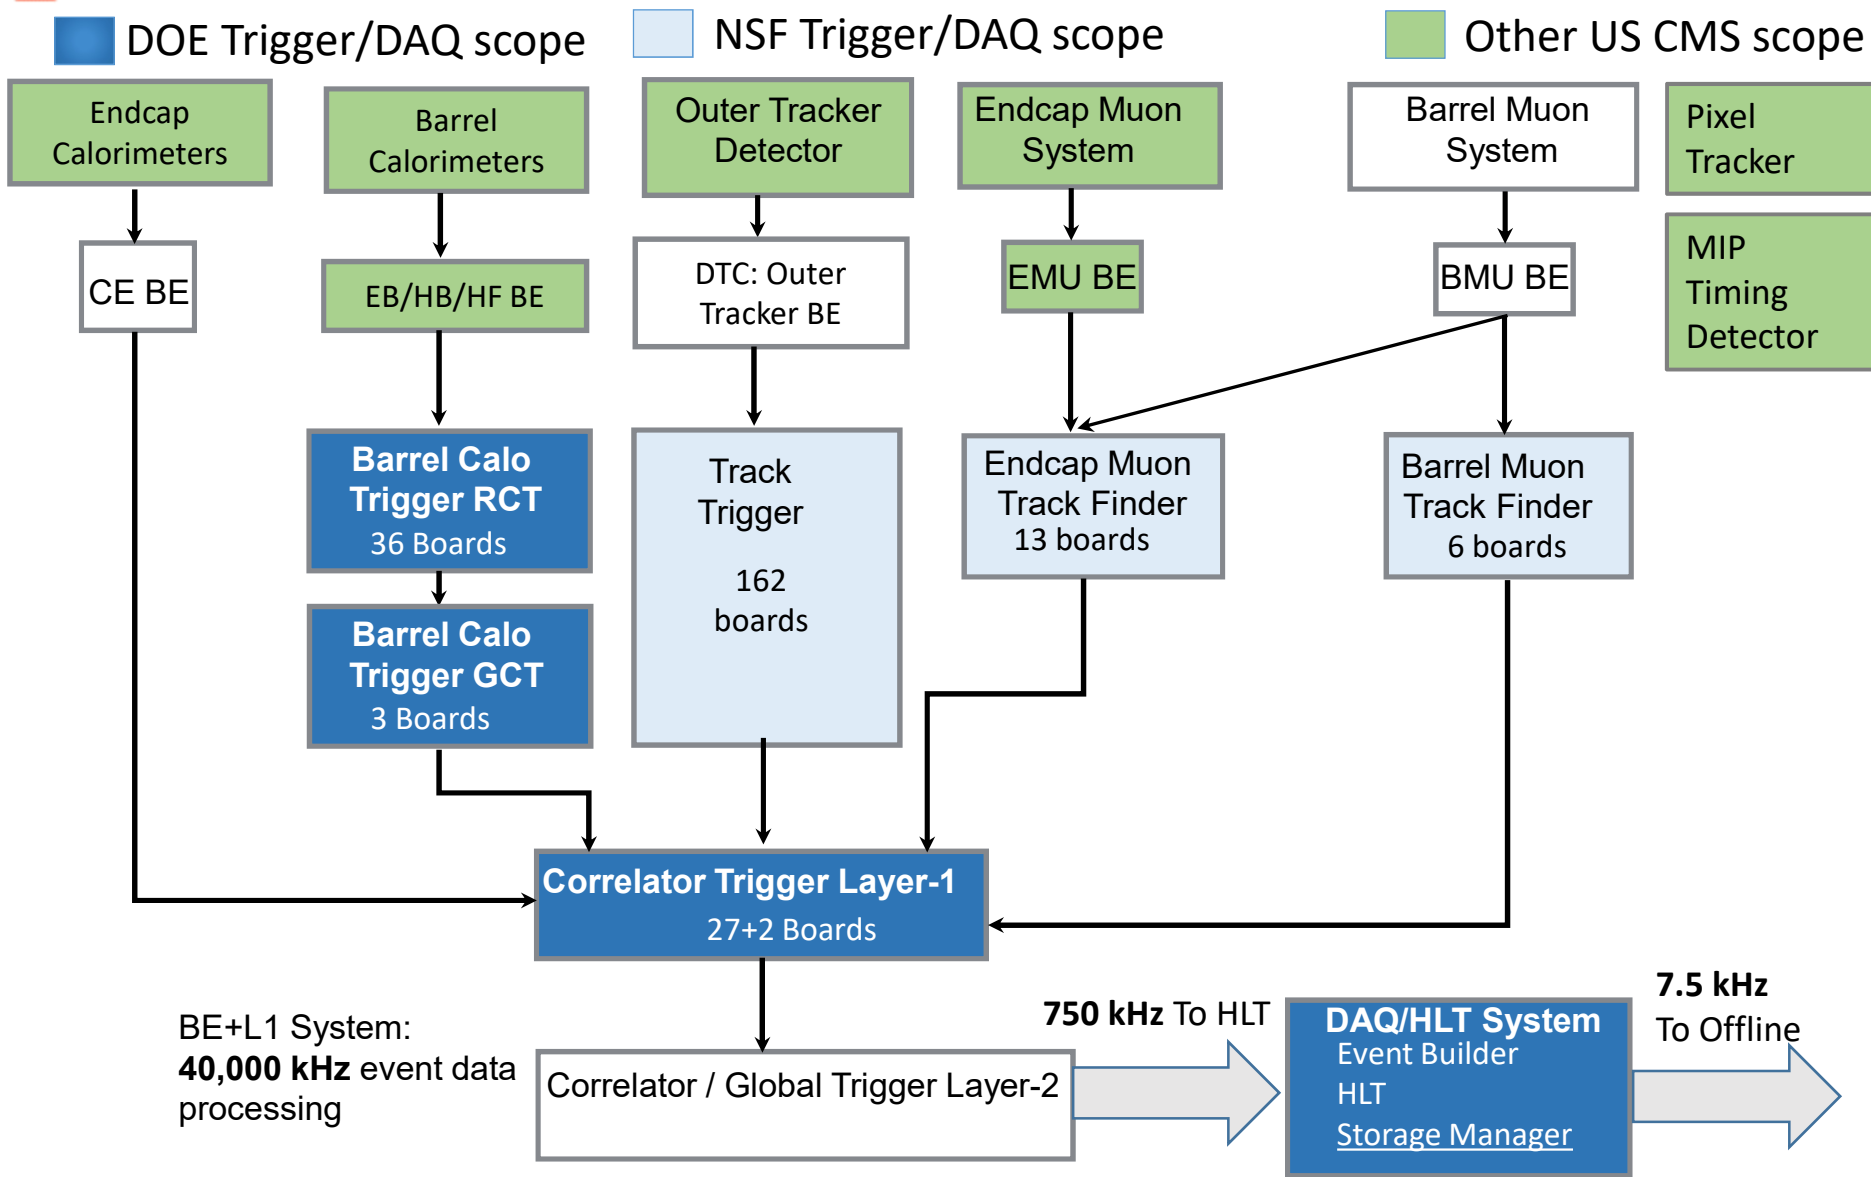 DOE Trigger/DAQ scope
NSF Trigger/DAQ scope
Other US CMS scope
Endcap
Calorimeters
Barrel
Calorimeters
Outer Tracker
Detector
Endcap Muon
System
Barrel Muon
System
Pixel
Tracker
MIP
Timing
Detector
CE BE
EB/HB/HF BE
DTC: Outer
Tracker BE
EMU BE
BMU BE
Barrel Calo
Trigger RCT
36 Boards
Track
Trigger
162
boards
Endcap Muon
Track Finder
13 boards
Barrel Muon
Track Finder
6 boards
Barrel Calo
Trigger GCT
3 Boards
Correlator Trigger Layer-1
27+2 Boards
BE+L1 System:
40,000 kHz event data
processing
Correlator / Global Trigger Layer-2
750 kHz To HLT
DAQ/HLT System
Event Builder
HLT
Storage Manager
7.5 kHz
To Offline